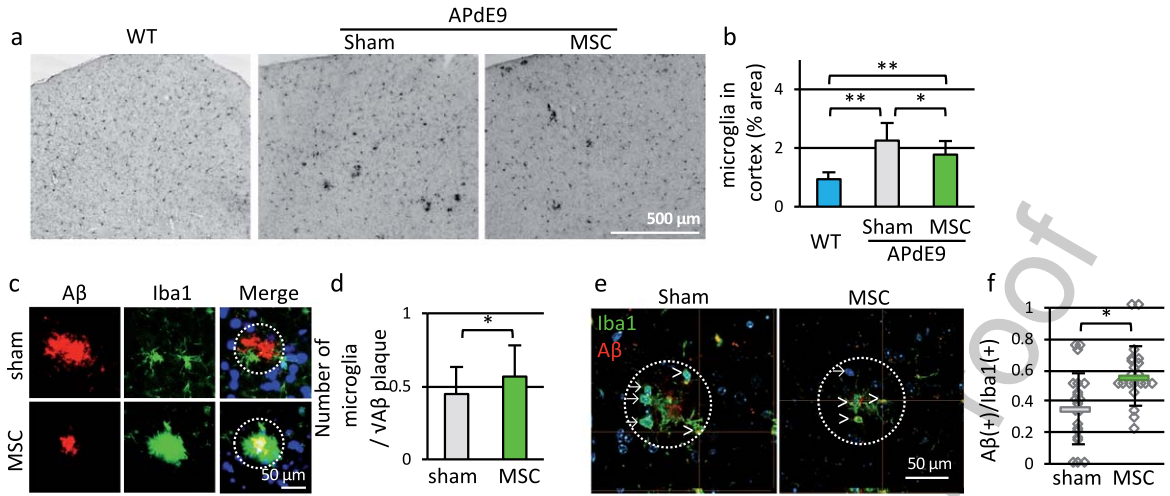 a
WT
APdE9
Sham
MSC
500 µm
b
microglia in
cortex (% area)
4
2
0
**
**
*
WT
Sham
MSC
APdE9
c
Aβ
Iba1
Merge
sham
MSC
50 µm
d
Number of
microglia
/ √Aβ plaque
1
0.5
0
*
sham
MSC
e
Sham
MSC
Iba1
Aβ
50 µm
f
Aβ(+)/Iba1(+)
1
0.8
0.6
0.4
0.2
0
*
sham
MSC
roof